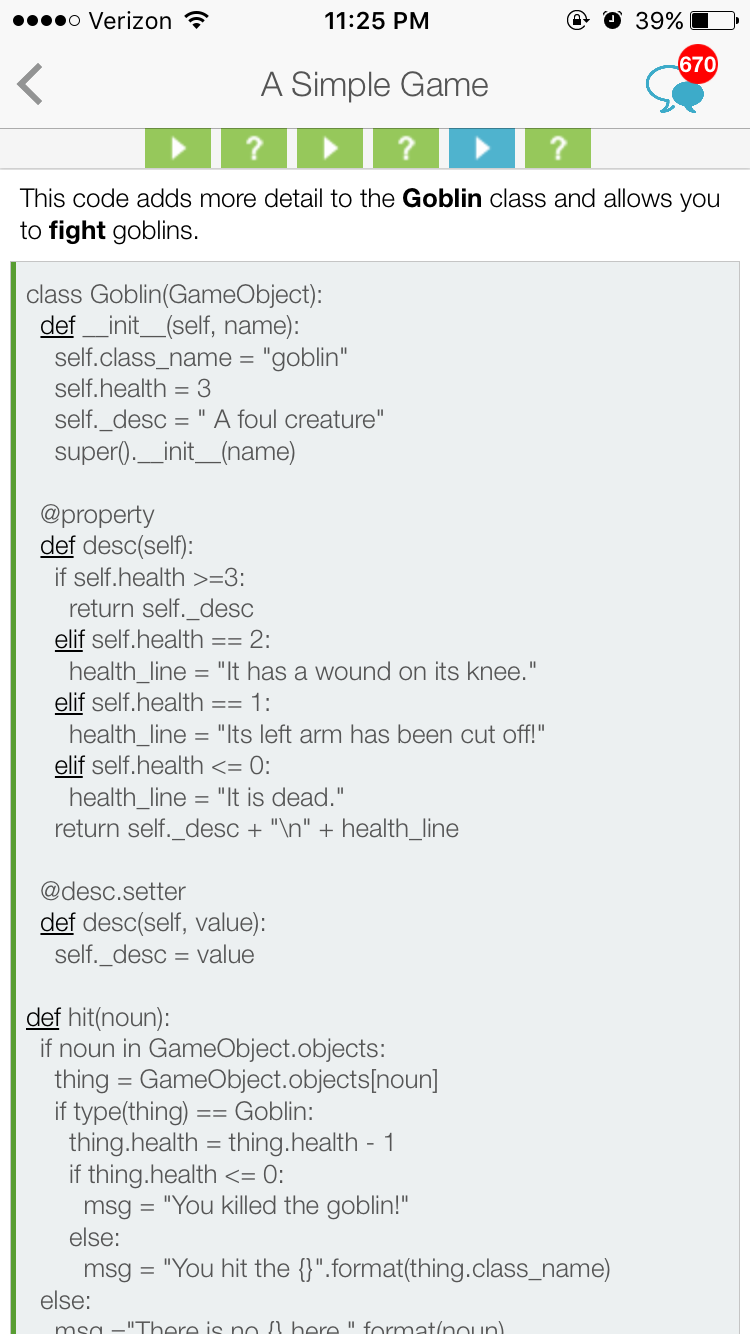 Verizon 11:25 PM 39%
A Simple Game
670
? ? ?
This code adds more detail to the Goblin class and allows you
to fight goblins.
class Goblin(GameObject):
def __init__(self, name):
self.class_name = "goblin"
self.health = 3
self._desc = " A foul creature"
super().__init__(name)
@property
def desc(self):
if self.health >=3:
return self._desc
elif self.health == 2:
health_line = "It has a wound on its knee."
elif self.health == 1:
health_line = "Its left arm has been cut off!"
elif self.health <= 0:
health_line = "It is dead."
return self._desc + "\n" + health_line
@desc.setter
def desc(self, value):
self._desc = value
def hit(noun):
if noun in GameObject.objects:
thing = GameObject.objects[noun]
if type(thing) == Goblin:
thing.health = thing.health - 1
if thing.health <= 0:
msg = "You killed the goblin!"
else:
msg = "You hit the {}".format(thing.class_name)
else:
msg ="There is no {} here.".format(noun)